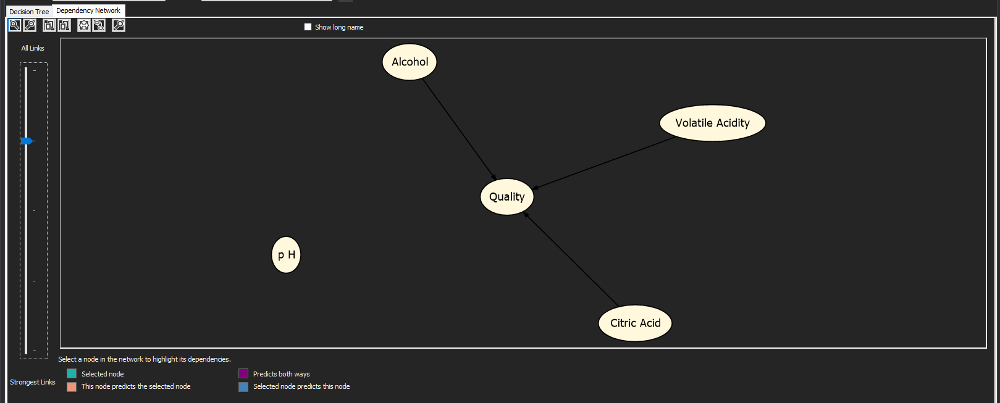 Decision Tree
Dependency Network
Show long name
All Links
Alcohol
Volatile Acidity
Quality
p H
Citric Acid
Select a node in the network to highlight its dependencies.
Strongest Links
Selected node
Predicts both ways
This node predicts the selected node
Selected node predicts this node